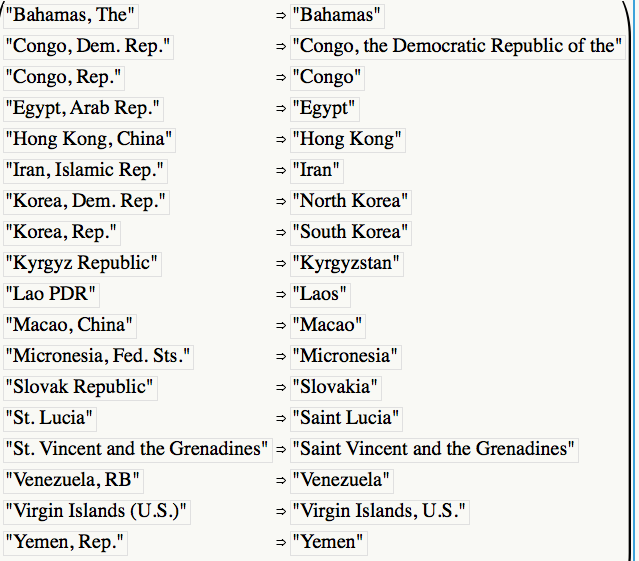 "Bahamas, The" ⇒ "Bahamas"
"Congo, Dem. Rep." ⇒ "Congo, the Democratic Republic of the"
"Congo, Rep." ⇒ "Congo"
"Egypt, Arab Rep." ⇒ "Egypt"
"Hong Kong, China" ⇒ "Hong Kong"
"Iran, Islamic Rep." ⇒ "Iran"
"Korea, Dem. Rep." ⇒ "North Korea"
"Korea, Rep." ⇒ "South Korea"
"Kyrgyz Republic" ⇒ "Kyrgyzstan"
"Lao PDR" ⇒ "Laos"
"Macao, China" ⇒ "Macao"
"Micronesia, Fed. Sts." ⇒ "Micronesia"
"Slovak Republic" ⇒ "Slovakia"
"St. Lucia" ⇒ "Saint Lucia"
"St. Vincent and the Grenadines" ⇒ "Saint Vincent and the Grenadines"
"Venezuela, RB" ⇒ "Venezuela"
"Virgin Islands (U.S.)" ⇒ "Virgin Islands, U.S."
"Yemen, Rep." ⇒ "Yemen"